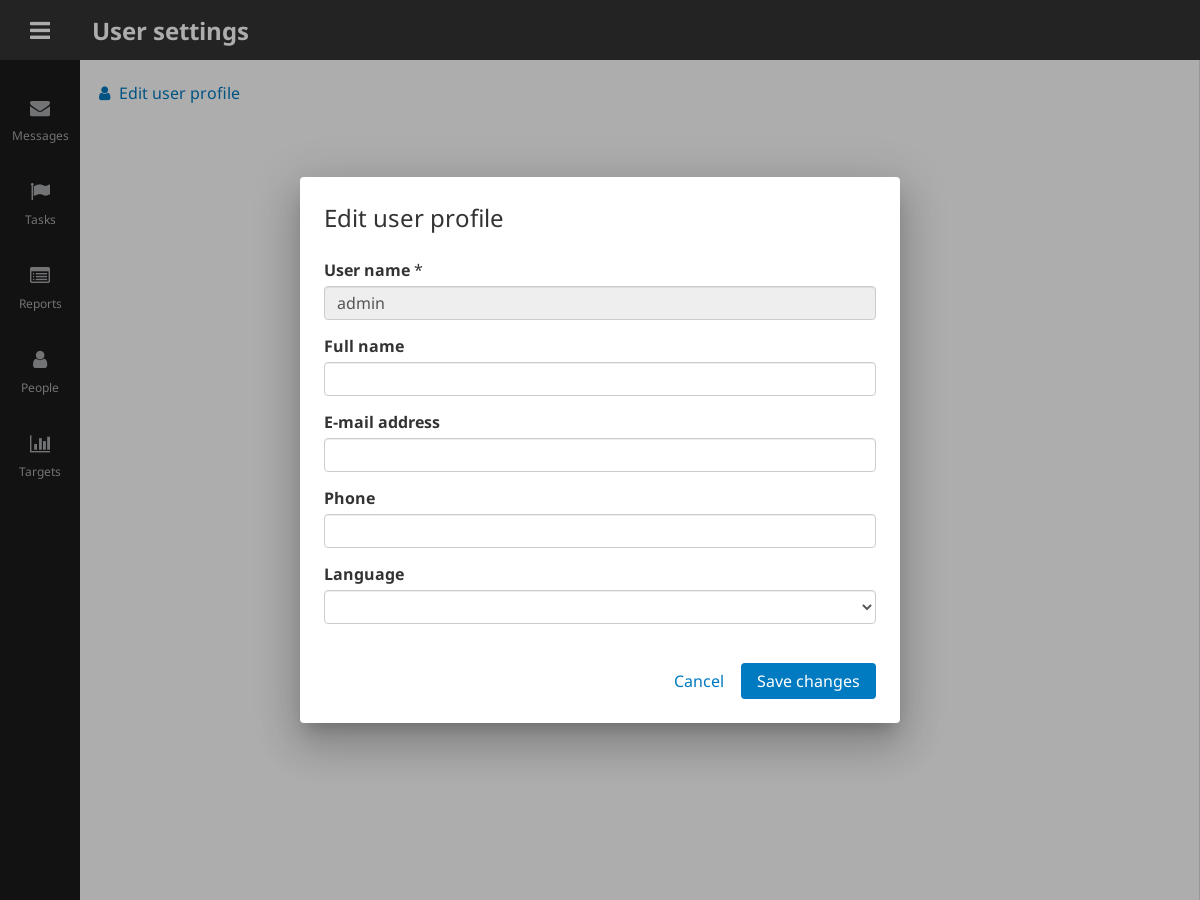 User settings
Messages
Tasks
Reports
People
Targets
Edit user profile
Edit user profile
User name *
admin
Full name
E-mail address
Phone
Language
Cancel
Save changes